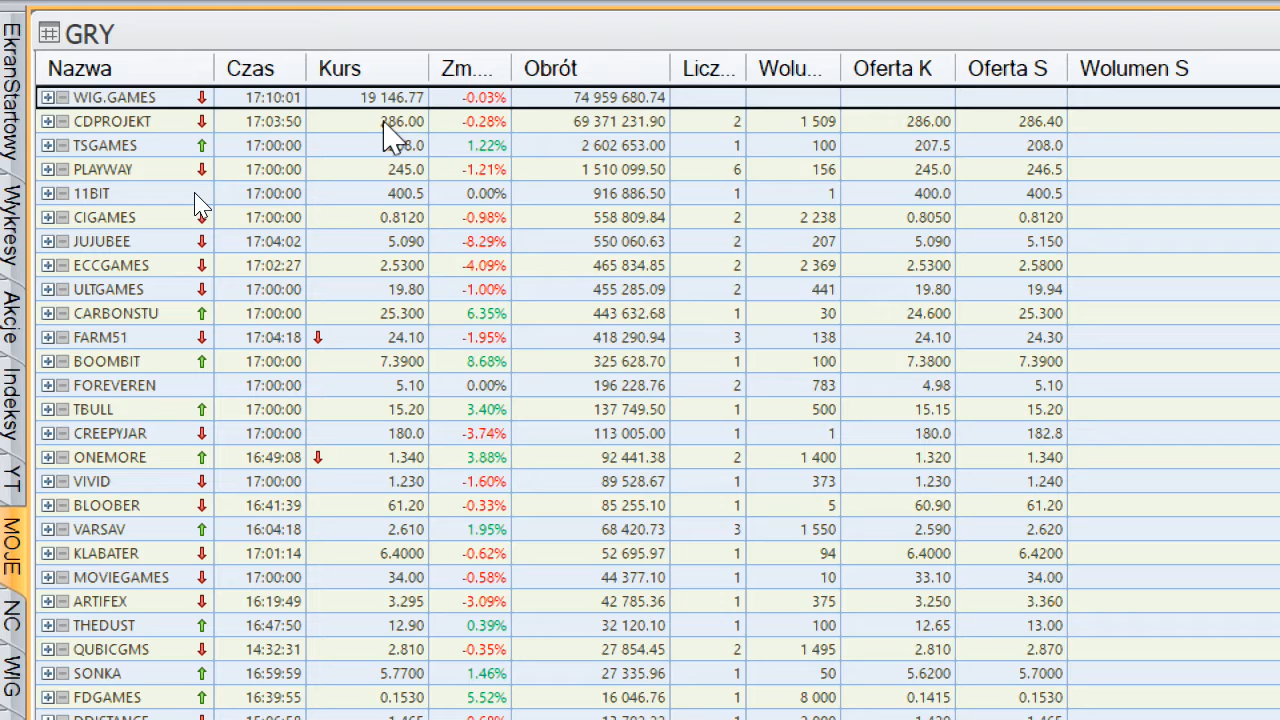 GRY
Nazwa Czas Kurs Zm.... Obrót Licz... Wolu... Oferta K Oferta S Wolumen S
WIG.GAMES 17:10:01 19 146.77 -0.03% 74 959 680.74
CDPROJEKT 17:03:50 286.00 -0.28% 69 371 231.90 2 1 509 286.00 286.40
TSGAMES 17:00:00 1.22% 2 602 653.00 1 100 207.5 208.0
PLAYWAY 17:00:00 245.0 -1.21% 1 510 099.50 6 156 245.0 246.5
11BIT 17:00:00 400.5 0.00% 916 886.50 1 1 400.0 400.5
CIGAMES 17:00:00 0.8120 -0.98% 558 809.84 2 2 238 0.8050 0.8120
JUJUBEE 17:04:02 5.090 -8.29% 550 060.63 2 207 5.090 5.150
ECCGAMES 17:02:27 2.5300 -4.09% 465 834.85 2 2 369 2.5300 2.5800
ULTGAMES 17:00:00 19.80 -1.00% 455 285.09 2 441 19.80 19.94
CARBONSTU 17:00:00 25.300 6.35% 443 632.68 1 30 24.600 25.300
FARM51 17:04:18 24.10 -1.95% 418 290.94 3 138 24.10 24.30
BOOMBIT 17:00:00 7.3900 8.68% 325 628.70 1 100 7.3800 7.3900
FOREVEREN 17:00:00 5.10 0.00% 196 228.76 2 783 4.98 5.10
TBULL 17:00:00 15.20 3.40% 137 749.50 1 500 15.15 15.20
CREEPYJAR 17:00:00 180.0 -3.74% 113 005.00 1 1 180.0 182.8
ONEMORE 16:49:08 1.340 3.88% 92 441.38 2 1 400 1.320 1.340
VIVID 17:00:00 1.230 -1.60% 89 528.67 1 373 1.230 1.240
BLOOBER 16:41:39 61.20 -0.33% 85 255.10 1 5 60.90 61.20
VARSAV 16:04:18 2.610 1.95% 68 420.73 3 1 550 2.590 2.620
KLABATER 17:01:14 6.4000 -0.62% 52 695.97 1 94 6.4000 6.4200
MOVIEGAMES 17:00:00 34.00 -0.58% 44 377.10 1 10 33.10 34.00
ARTIFEX 16:19:49 3.295 -3.09% 42 785.36 1 375 3.250 3.360
THEDUST 16:47:50 12.90 0.39% 32 120.10 1 100 12.65 13.00
QUBICGMS 14:32:31 2.810 -0.35% 27 854.45 2 1 495 2.810 2.870
SONKA 16:59:59 5.7700 1.46% 27 335.96 1 50 5.6200 5.7000
FDGAMES 16:39:55 0.1530 5.52% 16 046.76 1 8 000 0.1415 0.1530
EkranStartowy
Wykresy
Akcje
Indeksy
YT
MOJE
NC
WIG